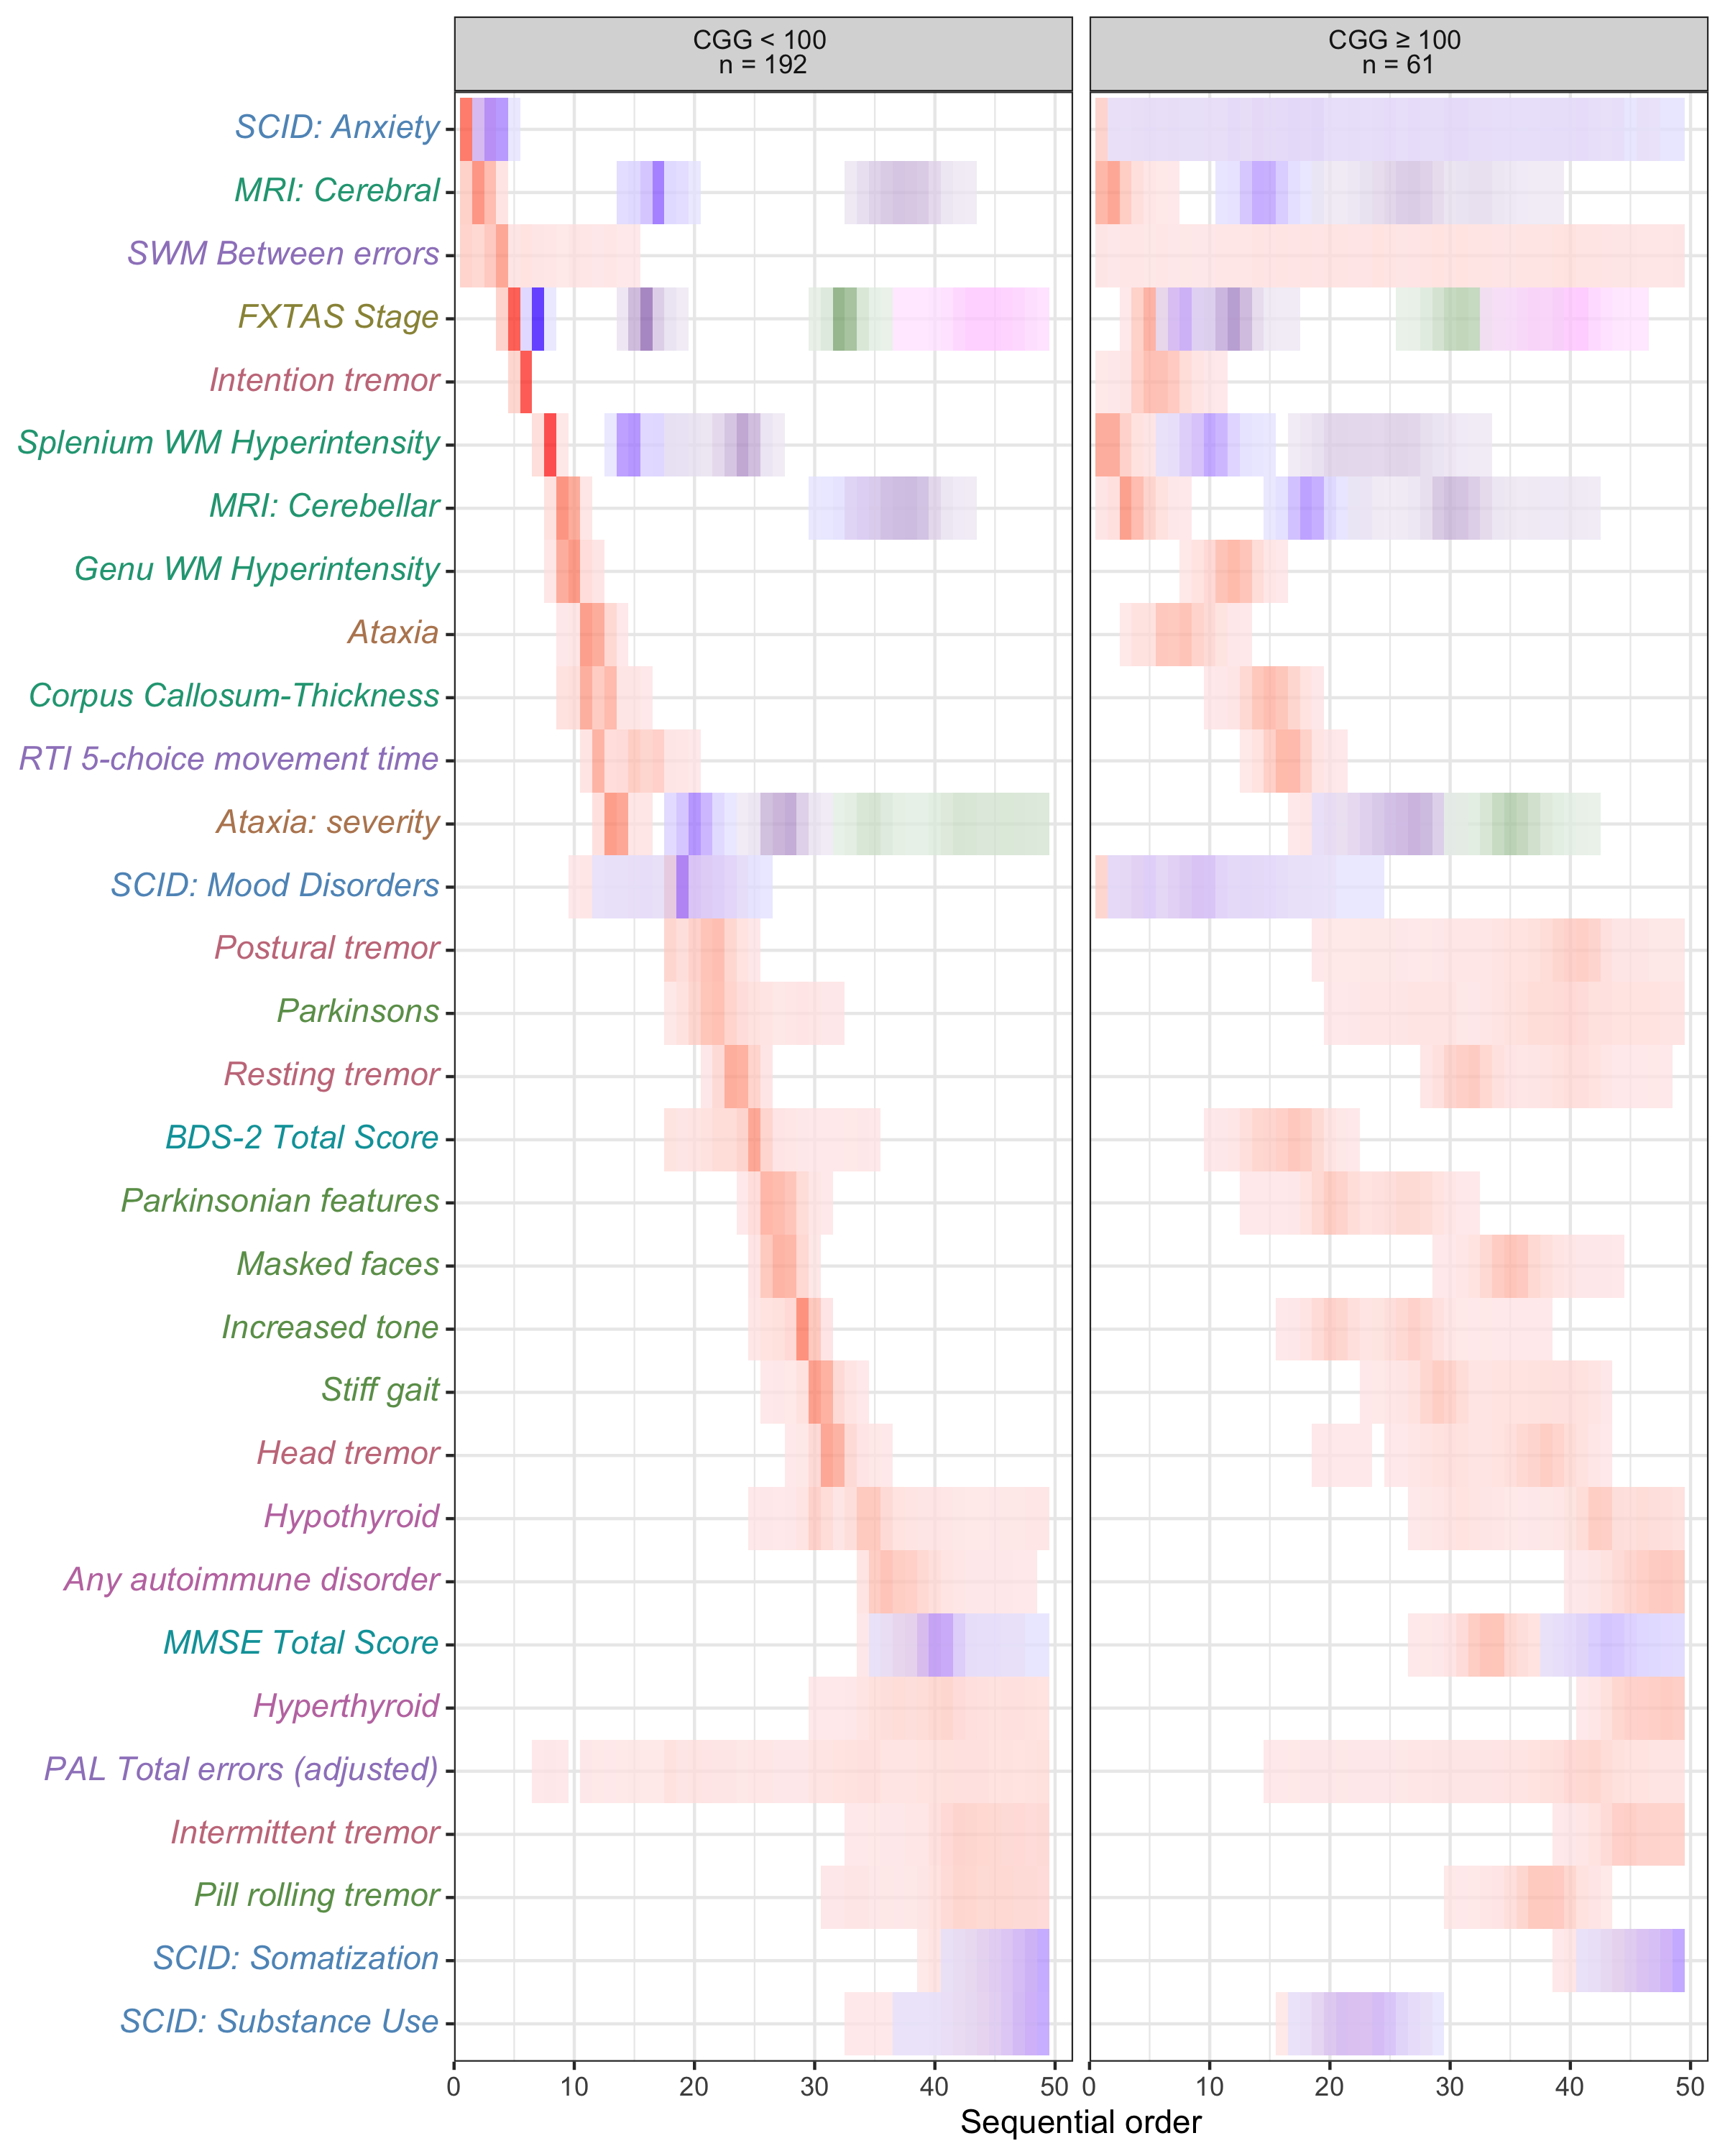 CGG < 100
n = 192
CGG ≥ 100
n = 61
SCID: Anxiety
MRI: Cerebral
SWM Between errors
FXTAS Stage
Intention tremor
Splenium WM Hyperintensity
MRI: Cerebellar
Genu WM Hyperintensity
Ataxia
Corpus Callosum-Thickness
RTI 5-choice movement time
Ataxia: severity
SCID: Mood Disorders
Postural tremor
Parkinsons
Resting tremor
BDS-2 Total Score
Parkinsonian features
Masked faces
Increased tone
Stiff gait
Head tremor
Hypothyroid
Any autoimmune disorder
MMSE Total Score
Hyperthyroid
PAL Total errors (adjusted)
Intermittent tremor
Pill rolling tremor
SCID: Somatization
SCID: Substance Use
0 10 20 30 40 50 0 10 20 30 40 50
Sequential order